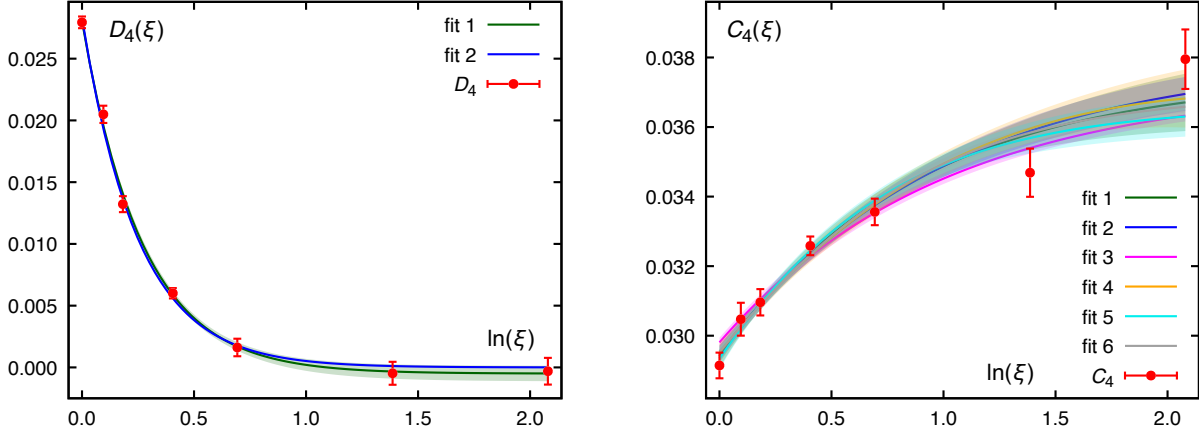 D₄(ξ)
fit 1
fit 2
D₄
0.025
0.020
0.015
0.010
0.005
0.000
ln(ξ)
0.0 0.5 1.0 1.5 2.0
C₄(ξ)
0.038
0.036
0.034
0.032
0.030
fit 1
fit 2
fit 3
fit 4
fit 5
fit 6
C₄
ln(ξ)
0.0 0.5 1.0 1.5 2.0